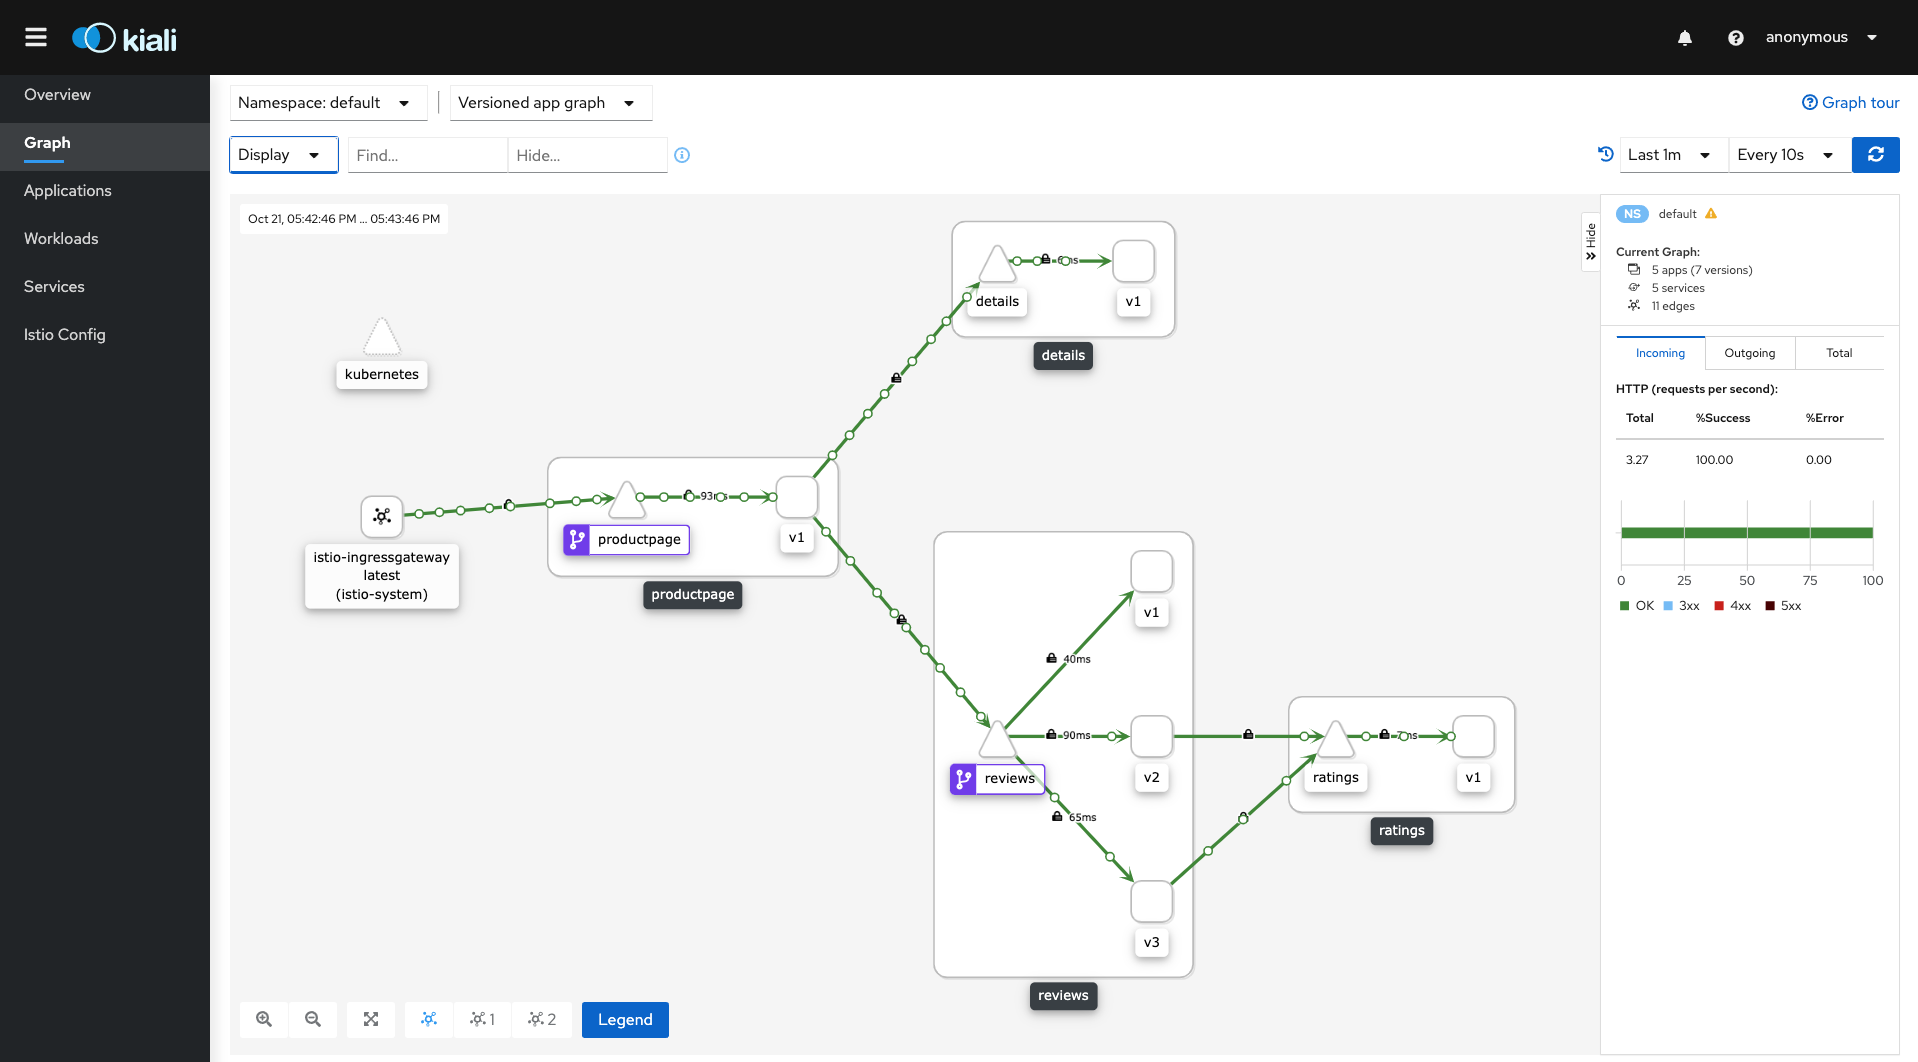 kiali
anonymous
Overview
Graph
Applications
Workloads
Services
Istio Config
Namespace: default
Versioned app graph
Graph tour
Display
Find...
Hide...
Last 1m
Every 10s
Oct 21, 05:42:46 PM ... 05:43:46 PM
kubernetes
istio-ingressgateway
latest
(istio-system)
93ms
productpage
v1
productpage
details
v1
details
40ms
90ms
65ms
reviews
v1
v2
v3
reviews
ratings
v1
ratings
1
2
Legend
Hide
NS default
Current Graph:
5 apps (7 versions)
5 services
11 edges
Incoming
Outgoing
Total
HTTP (requests per second):
Total %Success %Error
3.27 100.00 0.00
0 25 50 75 100
OK 3xx 4xx 5xx